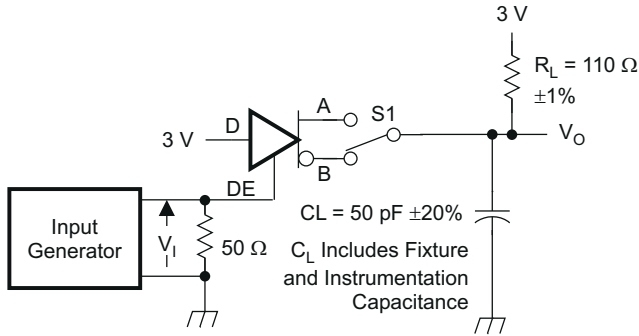 3 V
R_L = 110 Ω
±1%
A
S1
D
3 V
V_O
B
DE
Input
Generator
V_I
50 Ω
CL = 50 pF ±20%
C_L Includes Fixture
and Instrumentation
Capacitance